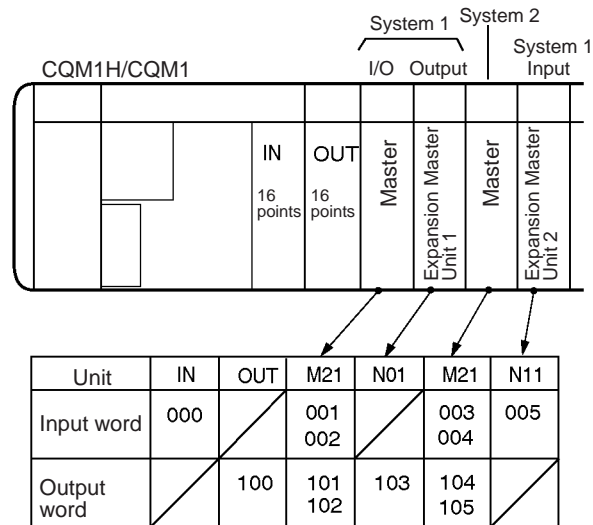 System 1
System 2
System 1
Input
I/O Output
CQM1H/CQM1
IN
16
points
OUT
16
points
Master
Expansion Master
Unit 1
Master
Expansion Master
Unit 2
Unit IN OUT M21 N01 M21 N11
Input word 000 001 003 005
002 004
Output 100 101 103 104
word 102 105